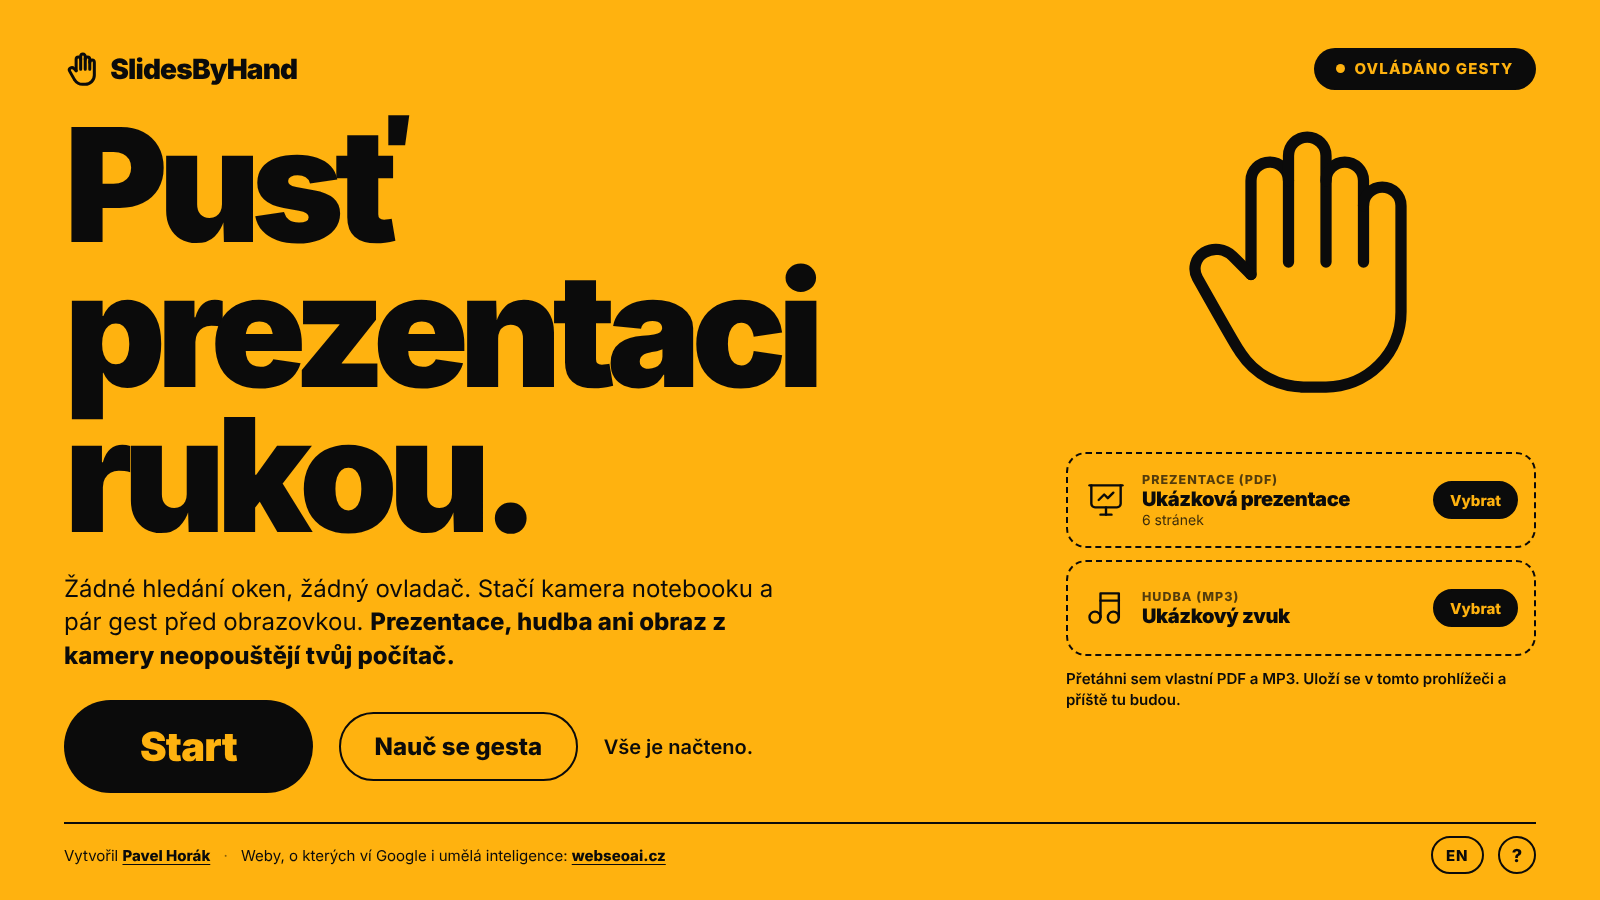 SlidesByHand
OVLÁDÁNO GESTY
Pusť
prezentaci
rukou.
Žádné hledání oken, žádný ovladač. Stačí kamera notebooku a
pár gest před obrazovkou. Prezentace, hudba ani obraz z
kamery neopouštějí tvůj počítač.
Start
Nauč se gesta
Vše je načteno.
PREZENTACE (PDF)
Ukázková prezentace
6 stránek
Vybrat
HUDBA (MP3)
Ukázkový zvuk
Vybrat
Přetáhni sem vlastní PDF a MP3. Uloží se v tomto prohlížeči a
příště tu budou.
Vytvořil Pavel Horák · Weby, o kterých ví Google i umělá inteligence: webseoai.cz
EN
?